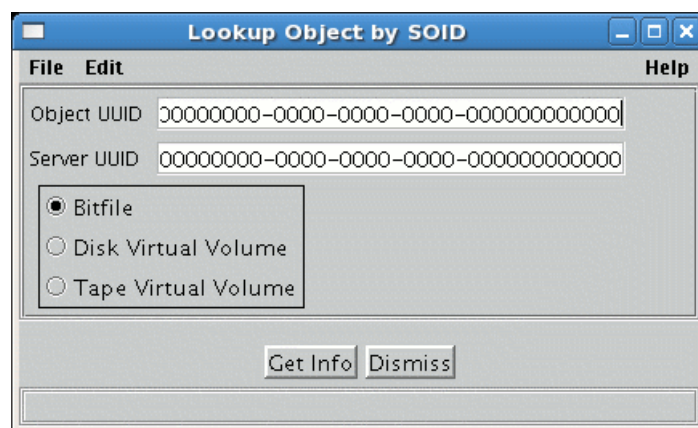 Lookup Object by SOID
File Edit Help
Object UUID 00000000-0000-0000-0000-000000000000
Server UUID 00000000-0000-0000-0000-000000000000
Bitfile
Disk Virtual Volume
Tape Virtual Volume
Get Info Dismiss